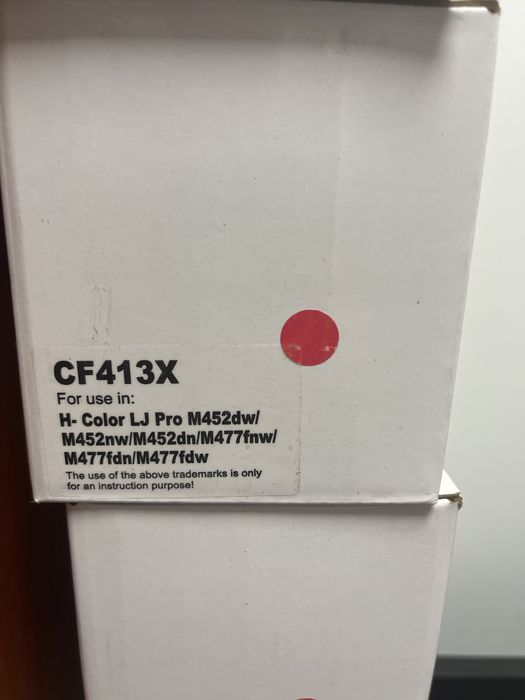 CF413X
For use in:
H- Color LJ Pro M452dw/
M452nw/M452dn/M477fnw/
M477fdn/M477fdw
The use of the above trademarks is only
for an instruction purpose!